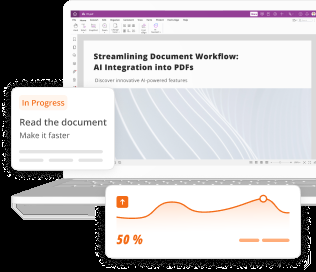 Streamlining Document Workflow:
AI Integration into PDFs
Discover innovative AI-powered features
In Progress
Read the document
Make it faster
50 %